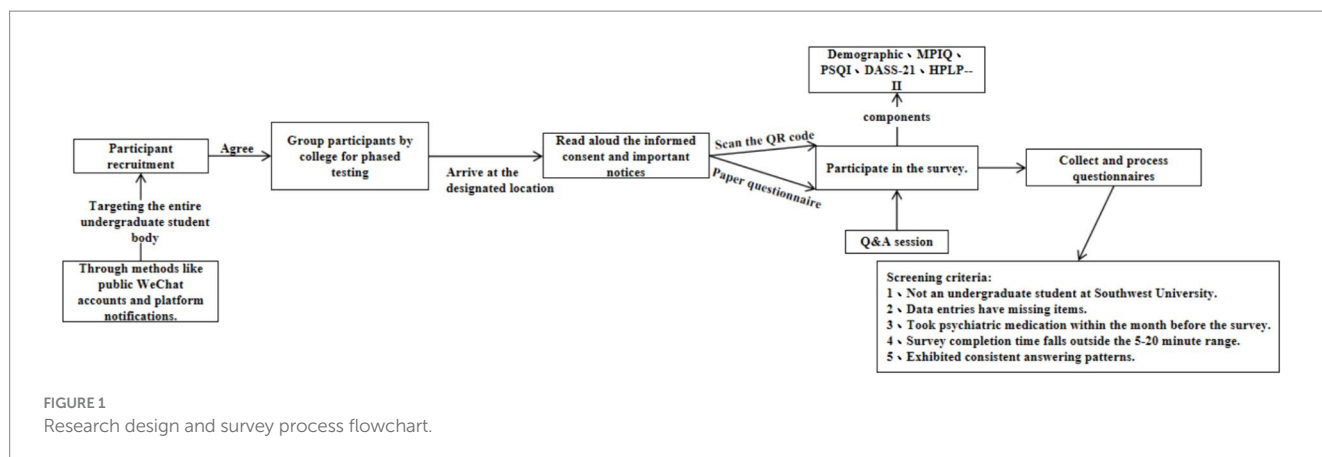 Demographic、MPIQ、
PSQI、DASS-21、HPLP--
II
components
Participant
recruitment
Agree
Group participants by
college for phased
testing
Arrive at the
designated location
Read aloud the informed
consent and important
notices
Scan the QR code
Paper questionnaire
Participate in the survey.
Collect and process
questionnaires
Targeting the entire
undergraduate student
body
Through methods like
public WeChat
accounts and platform
notifications.
Q&A session
Screening criteria:
1、Not an undergraduate student at Southwest University.
2、Data entries have missing items.
3、Took psychiatric medication within the month before the survey.
4、Survey completion time falls outside the 5-20 minute range.
5、Exhibited consistent answering patterns.
FIGURE 1
Research design and survey process flowchart.